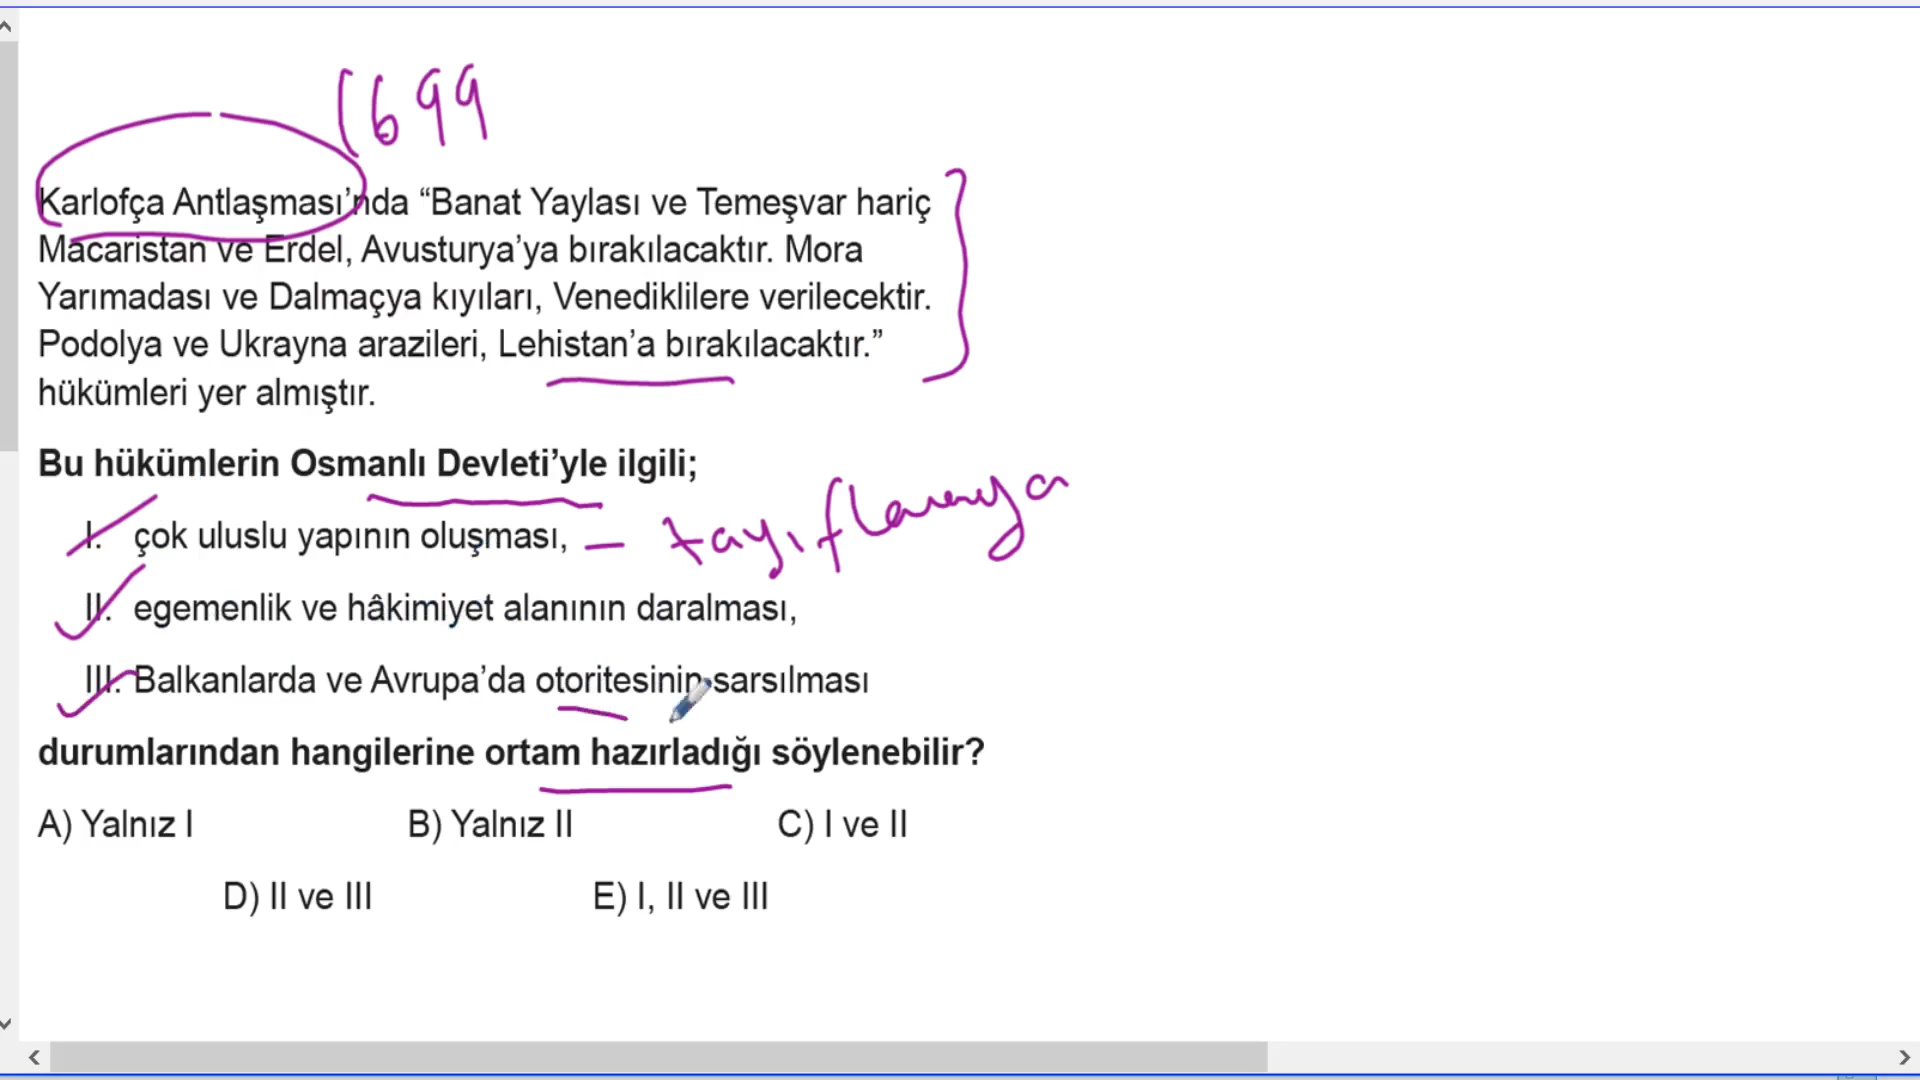 1699
Karlofça Antlaşması’nda “Banat Yaylası ve Temeşvar hariç
Macaristan ve Erdel, Avusturya’ya bırakılacaktır. Mora
Yarımadası ve Dalmaçya kıyıları, Venediklilere verilecektir.
Podolya ve Ukrayna arazileri, Lehistan’a bırakılacaktır.”
hükümleri yer almıştır.
Bu hükümlerin Osmanlı Devleti’yle ilgili;
I. çok uluslu yapının oluşması, –
II. egemenlik ve hâkimiyet alanının daralması,
III. Balkanlarda ve Avrupa’da otoritesinin sarsılması
durumlarından hangilerine ortam hazırladığı söylenebilir?
A) Yalnız I B) Yalnız II C) I ve II
D) II ve III E) I, II ve III